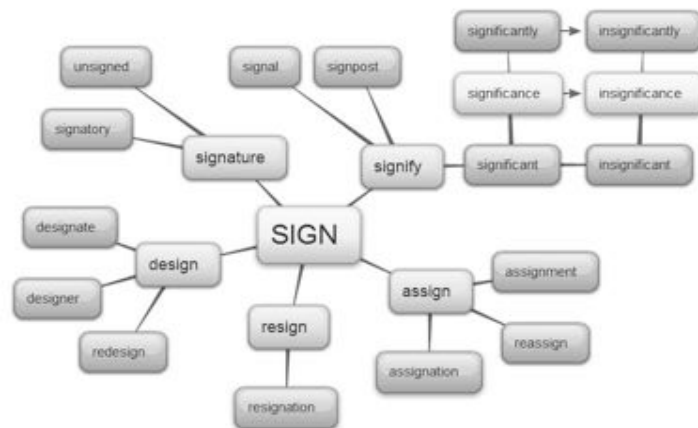 significantly
insignificantly
unsigned
signal
signpost
significance
insignificance
signatory
signature
signify
significant
insignificant
SIGN
designate
design
assignment
designer
assign
resign
redesign
reassign
assignation
resignation